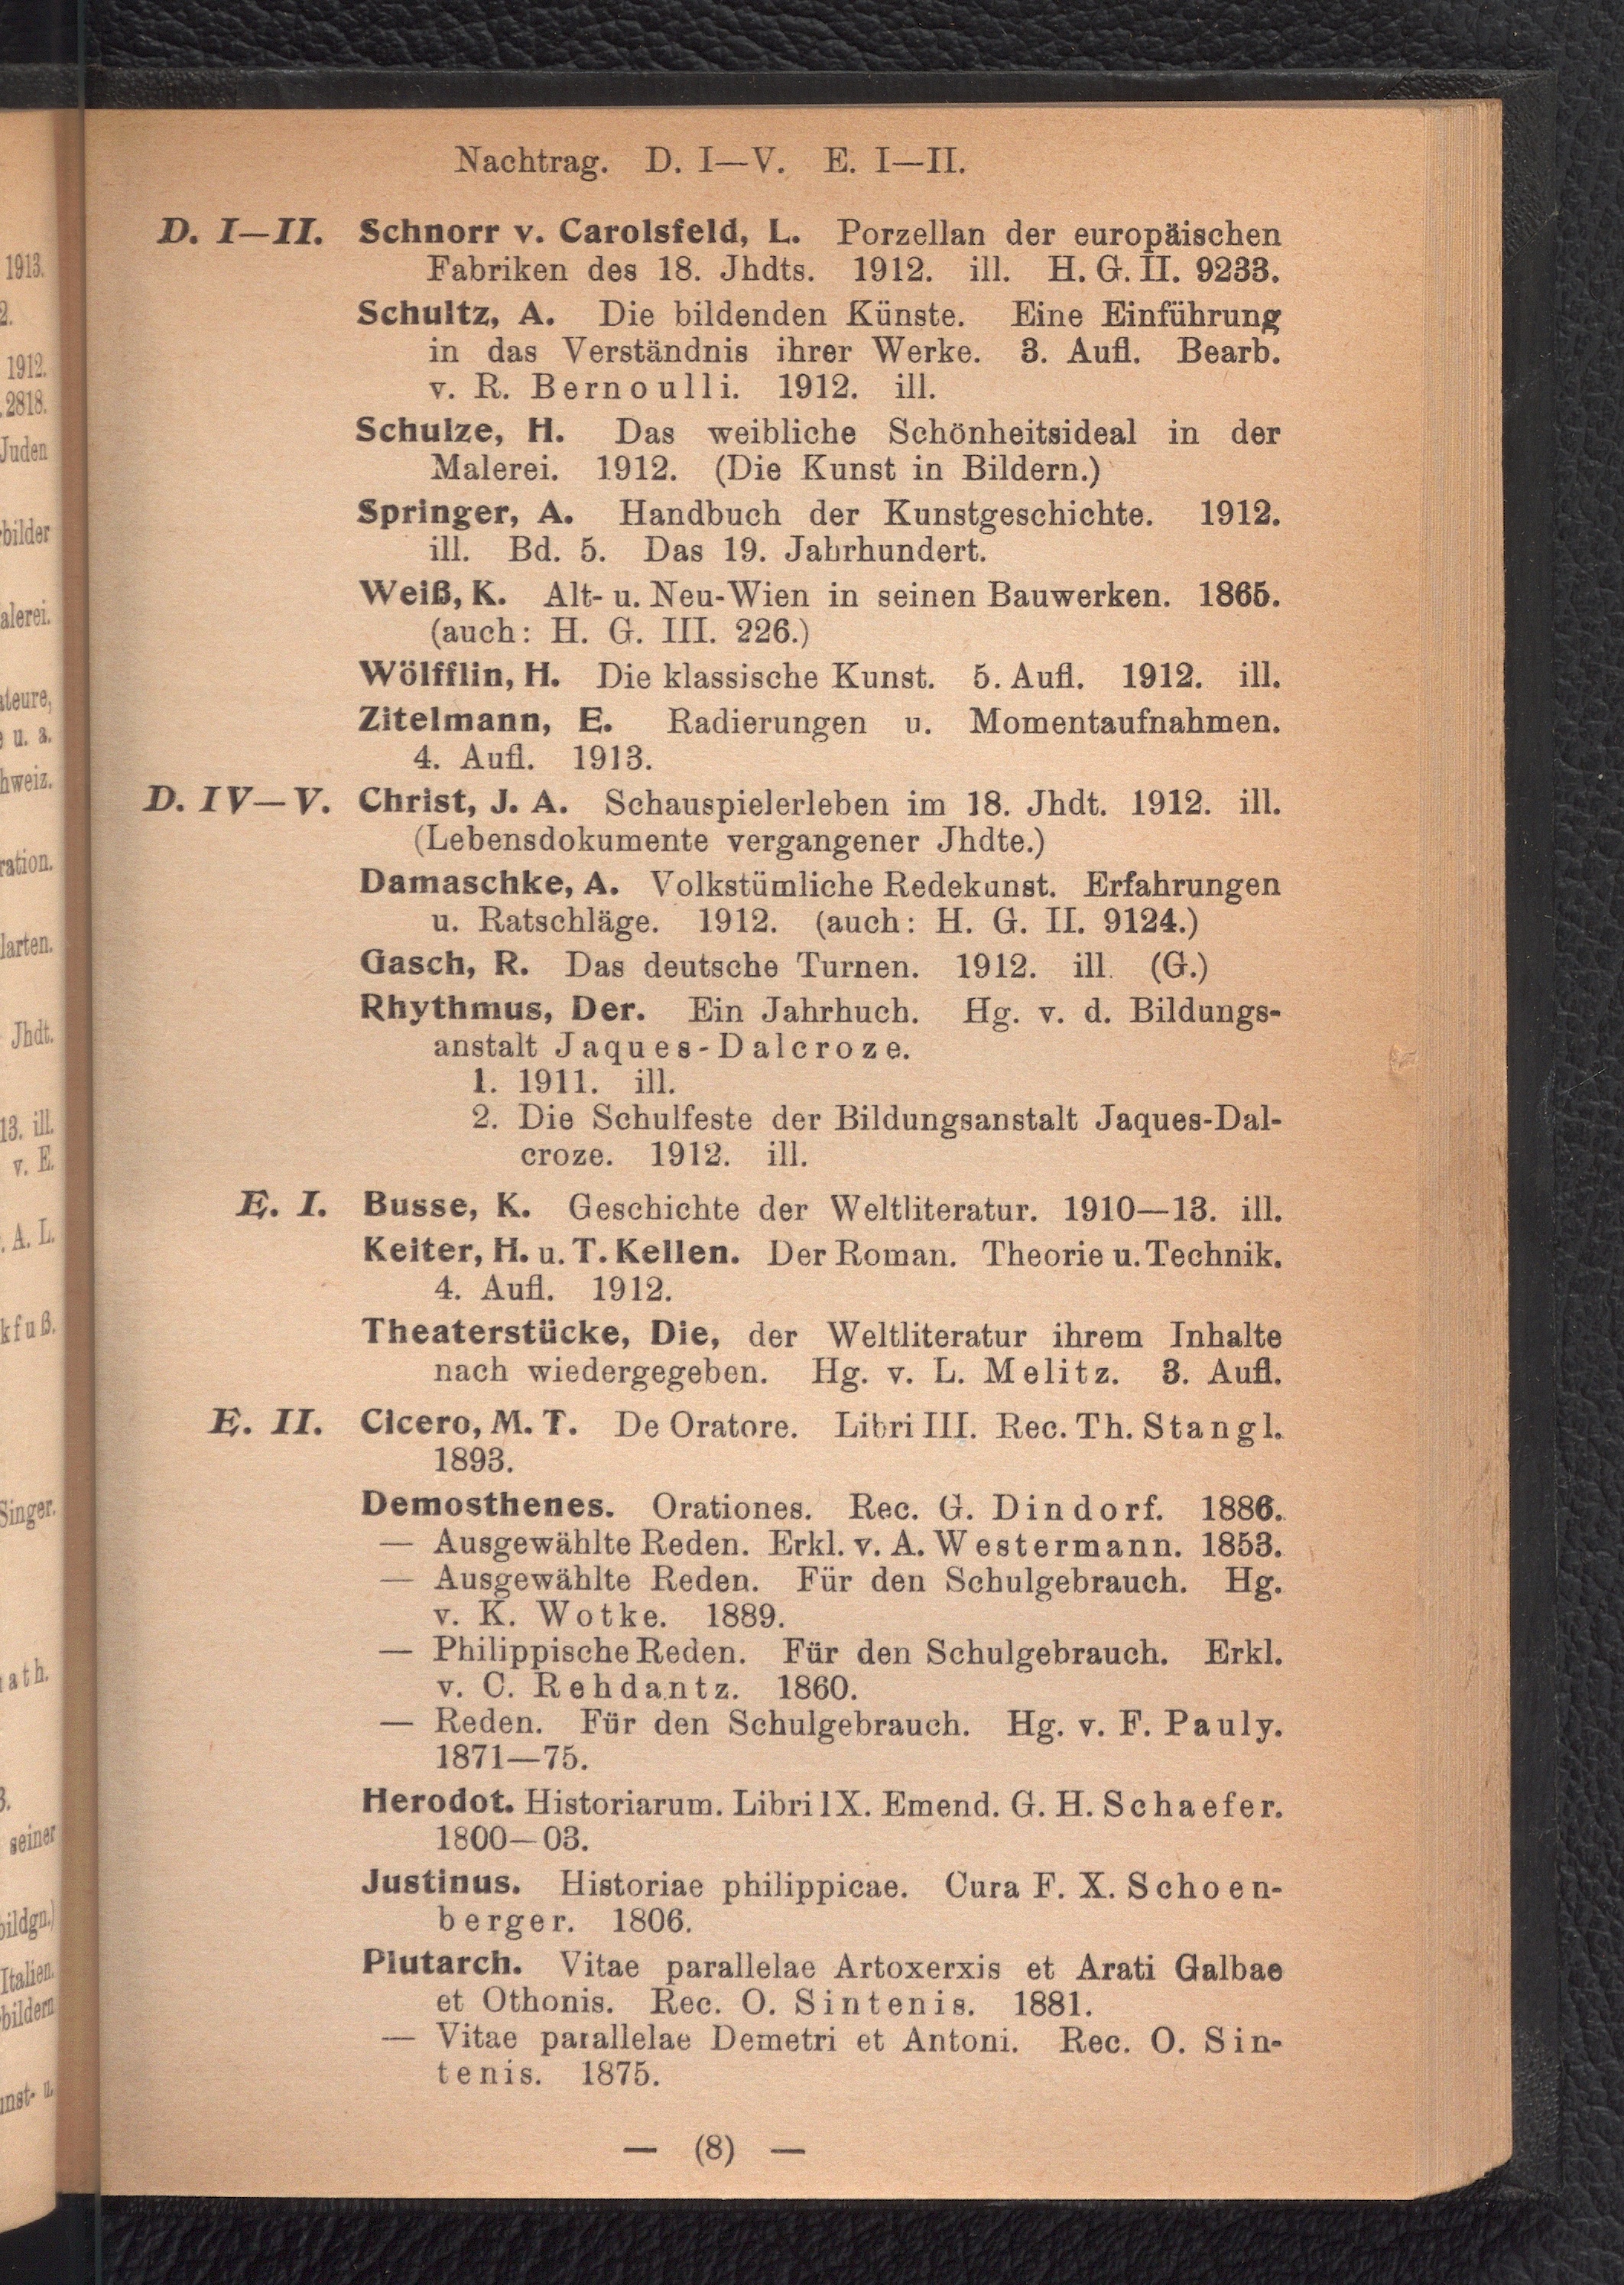 Nachtrag. D. I—V. E. I—II.
D. I—II. Schnorr v. Carolsfeld, L. Porzellan der europäischen
Fabriken des 18. Jhdts. 1912. ill. H. G. II. 9233.
Schultz, A. Die bildenden Künste. Eine Einführung
in das Verständnis ihrer Werke. 3. Aufl. Bearb.
v. R. Bernoulli. 1912. ill.
Schulze, H. Das weibliche Schönheitsideal in der
Malerei. 1912. (Die Kunst in Bildern.)
Springer, A. Handbuch der Kunstgeschichte. 1912.
ill. Bd. 5. Das 19. Jahrhundert.
Weiß, K. Alt- u. Neu-Wien in seinen Bauwerken. 1865.
(auch: H. G. III. 226.)
Wölfflin, H. Die klassische Kunst. 5. Aufl. 1912. ill.
Zitelmann, E. Radierungen u. Momentaufnahmen.
4. Aufl. 1913.
D. IV—V. Christ, J. A. Schauspielerleben im 18. Jhdt. 1912. ill.
(Lebensdokumente vergangener Jhdte.)
Damaschke, A. Volkstümliche Redekunst. Erfahrungen
u. Ratschläge. 1912. (auch: H. G. II. 9124.)
Gasch, R. Das deutsche Turnen. 1912. ill. (G.)
Rhythmus, Der. Ein Jahrhuch. Hg. v. d. Bildungs-
anstalt Jaques-Dalcroze.
1. 1911. ill.
2. Die Schulfeste der Bildungsanstalt Jaques-Dal-
croze. 1912. ill.
E. I. Busse, K. Geschichte der Weltliteratur. 1910—13. ill.
Keiter, H. u. T. Kellen. Der Roman. Theorie u. Technik.
4. Aufl. 1912.
Theaterstücke, Die, der Weltliteratur ihrem Inhalte
nach wiedergegeben. Hg. v. L. Melitz. 3. Aufl.
E. II. Cicero, M. T. De Oratore. Libri III. Rec. Th. Stangl.
1893.
Demosthenes. Orationes. Rec. G. Dindorf. 1886.
— Ausgewählte Reden. Erkl. v. A. Westermann. 1853.
— Ausgewählte Reden. Für den Schulgebrauch. Hg.
v. K. Wotke. 1889.
— Philippische Reden. Für den Schulgebrauch. Erkl.
v. C. Rehdantz. 1860.
— Reden. Für den Schulgebrauch. Hg. v. F. Pauly.
1871—75.
Herodot. Historiarum. Libri IX. Emend. G. H. Schaefer.
1800—03.
Justinus. Historiae philippicae. Cura F. X. Schoen-
berger. 1806.
Plutarch. Vitae parallelae Artoxerxis et Arati Galbae
et Othonis. Rec. O. Sintenis. 1881.
— Vitae parallelae Demetri et Antoni. Rec. O. Sin-
tenis. 1875.
— (8) —